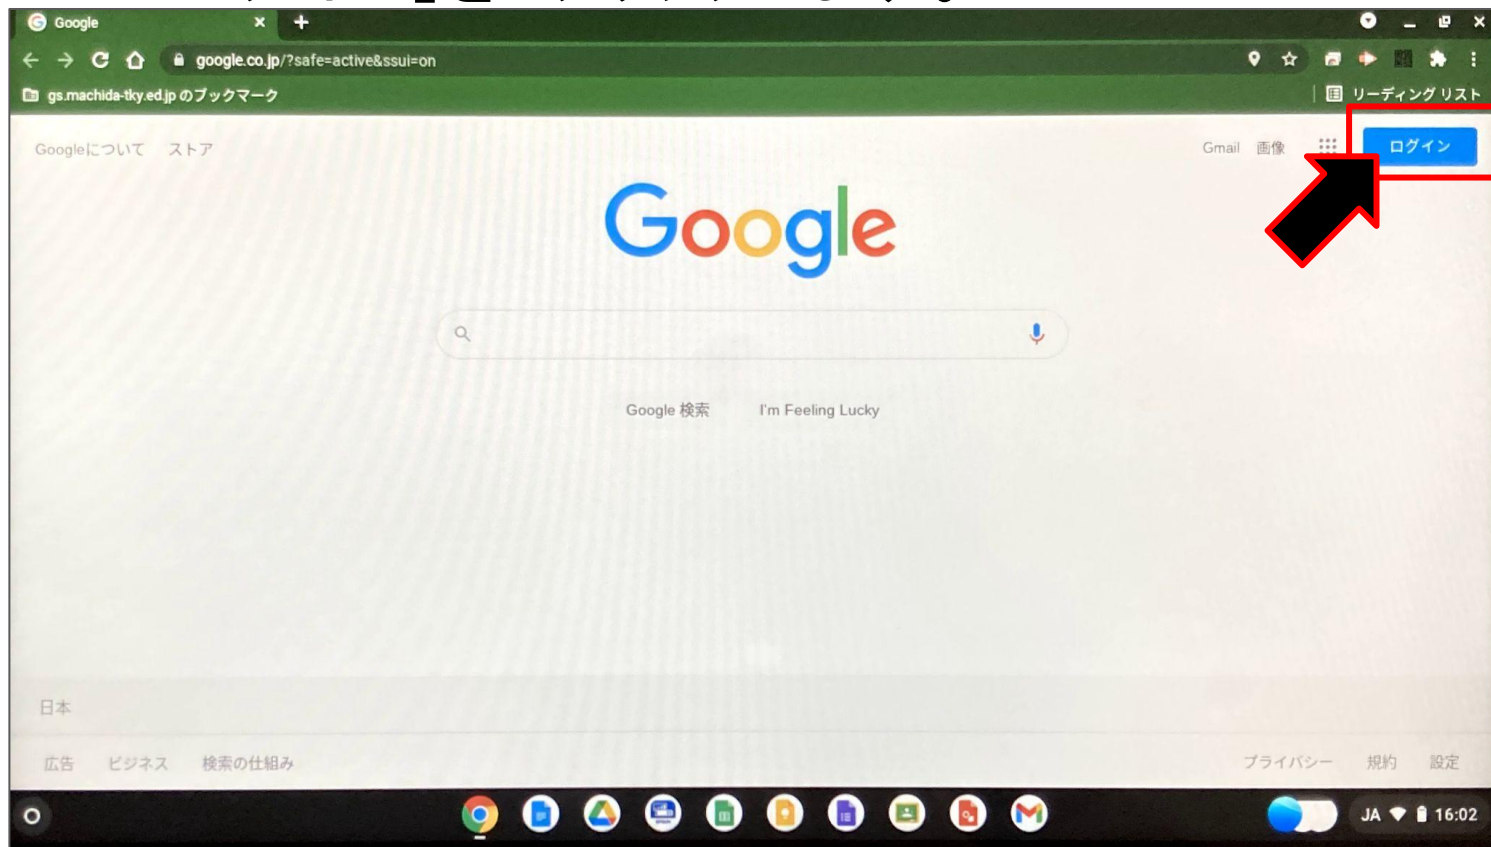 Google
google.co.jp/?safe=active&ssui=on
gs.machida-tky.ed.jp のブックマーク
リーディング リスト
Googleについて ストア
Gmail 画像
ログイン
Google
Google 検索 I'm Feeling Lucky
日本
広告 ビジネス 検索の仕組み
プライバシー 規約 設定
JA 16:02